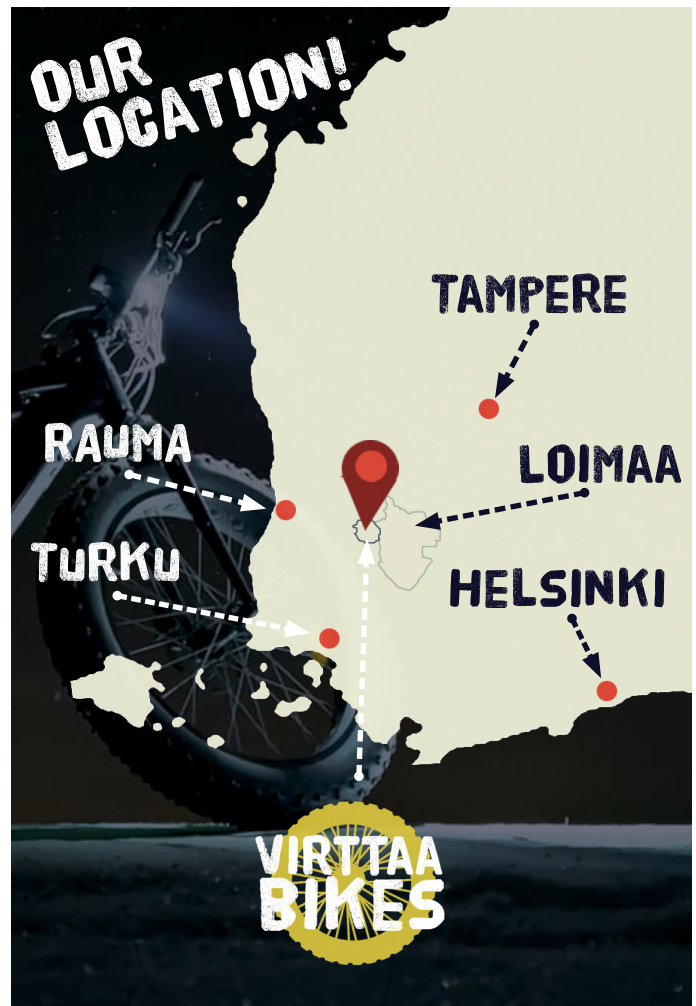 OUR
LOCATION!
TAMPERE
RAUMA
LOIMAA
TURKU
HELSINKI
VIRTTAA
BIKES